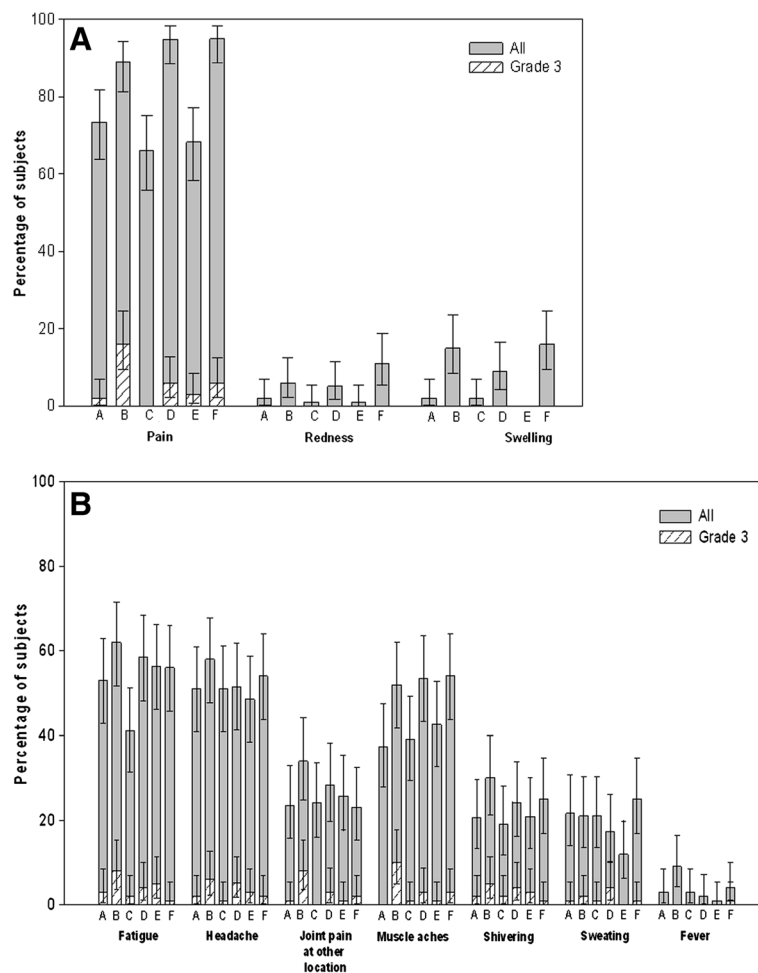 A
All
Grade 3
Percentage of subjects
100
80
60
40
20
0
A B C D E F A B C D E F A B C D E F
Pain Redness Swelling
B
All
Grade 3
Percentage of subjects
100
80
60
40
20
0
A B C D E F A B C D E F A B C D E F A B C D E F A B C D E F A B C D E F A B C D E F
Fatigue Headache Joint pain Muscle aches Shivering Sweating Fever
at other
location